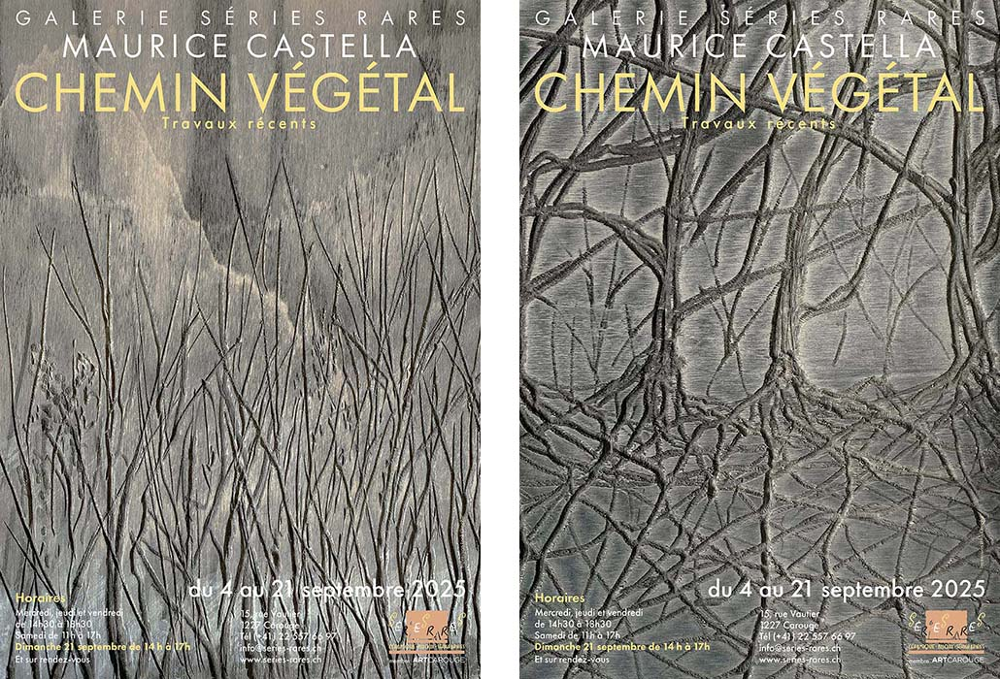 GALERIE SÉRIES RARES
MAURICE CASTELLA
CHEMIN VÉGÉTAL
Travaux récents
du 4 au 21 septembre 2025
Horaires
Mercredi, jeudi et vendredi
de 14h30 à 18h30
Samedi de 11h à 17h
Dimanche 21 septembre de 14 h à 17h
Et sur rendez-vous
15, rue Vautier
1227 Carouge
Tél (+41) 22 557 66 97
info@series-rares.ch
www.series-rares.ch
SÉRIES RARES
membre ARTCAROUGE
GALERIE SÉRIES RARES
MAURICE CASTELLA
CHEMIN VÉGÉTAL
Travaux récents
du 4 au 21 septembre 2025
Horaires
Mercredi, jeudi et vendredi
de 14h30 à 18h30
Samedi de 11h à 17h
Dimanche 21 septembre de 14 h à 17h
Et sur rendez-vous
15, rue Vautier
1227 Carouge
Tél (+41) 22 557 66 97
info@series-rares.ch
www.series-rares.ch
SÉRIES RARES
membre ARTCAROUGE